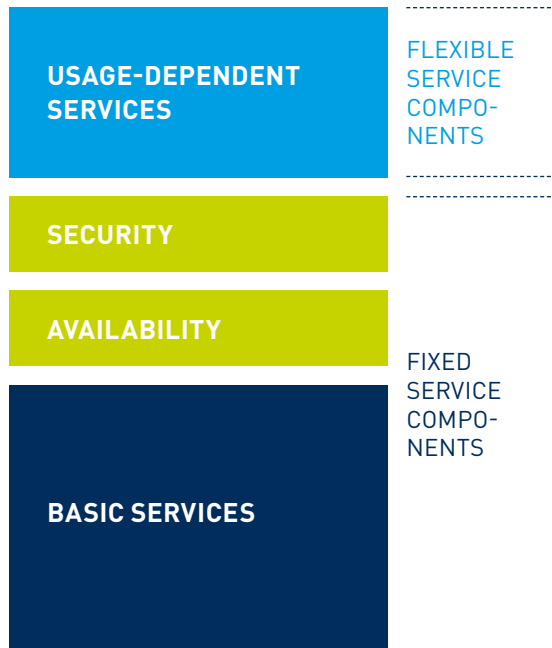 USAGE-DEPENDENT
SERVICES
FLEXIBLE
SERVICE
COMPO-
NENTS
SECURITY
AVAILABILITY
BASIC SERVICES
FIXED
SERVICE
COMPO-
NENTS